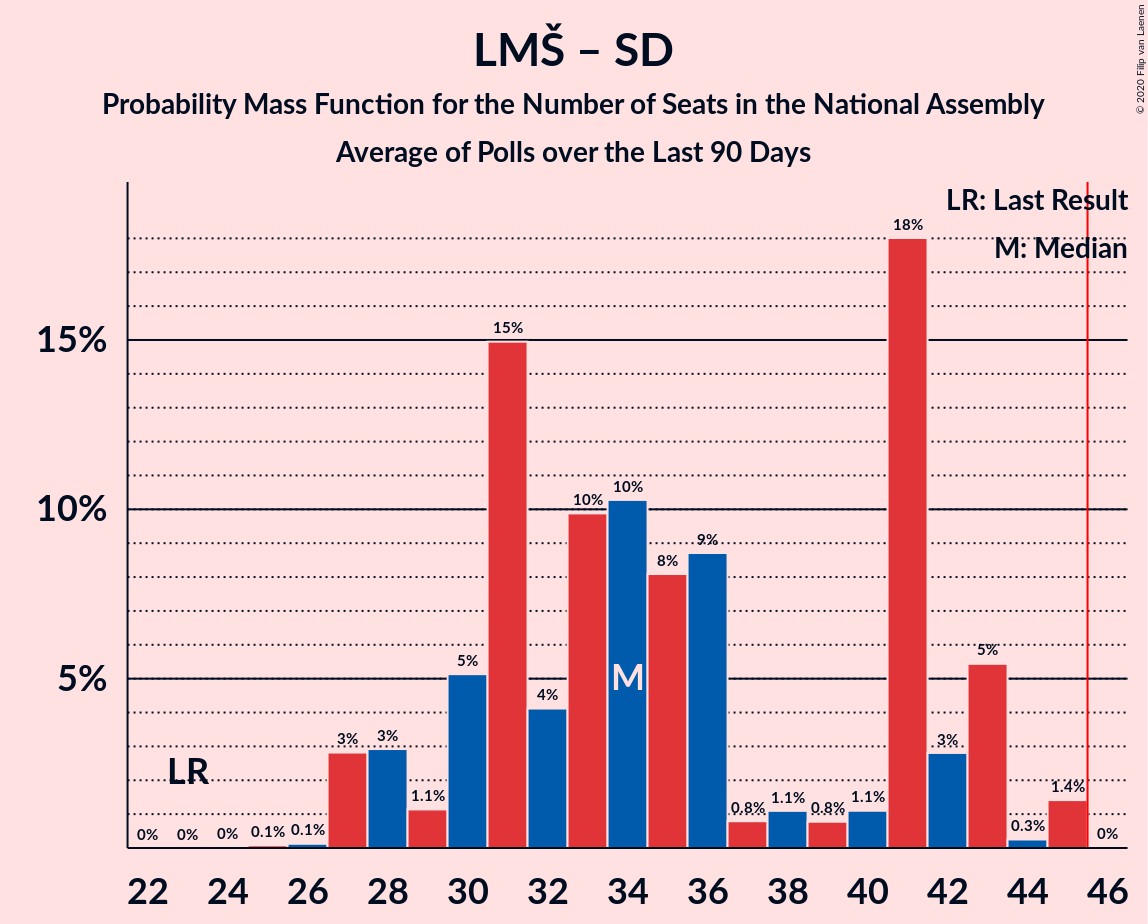 LMŠ – SD
Probability Mass Function for the Number of Seats in the National Assembly
Average of Polls over the Last 90 Days
© 2020 Filip van Laenen
LR: Last Result
M: Median
15%
10%
5%
0% 0% 0% 0.1% 0.1% 3% 3% 1.1% 5% 15% 4% 10% 10% 8% 9% 0.8% 1.1% 0.8% 1.1% 18% 3% 5% 0.3% 1.4% 0%
LR
M
22 24 26 28 30 32 34 36 38 40 42 44 46